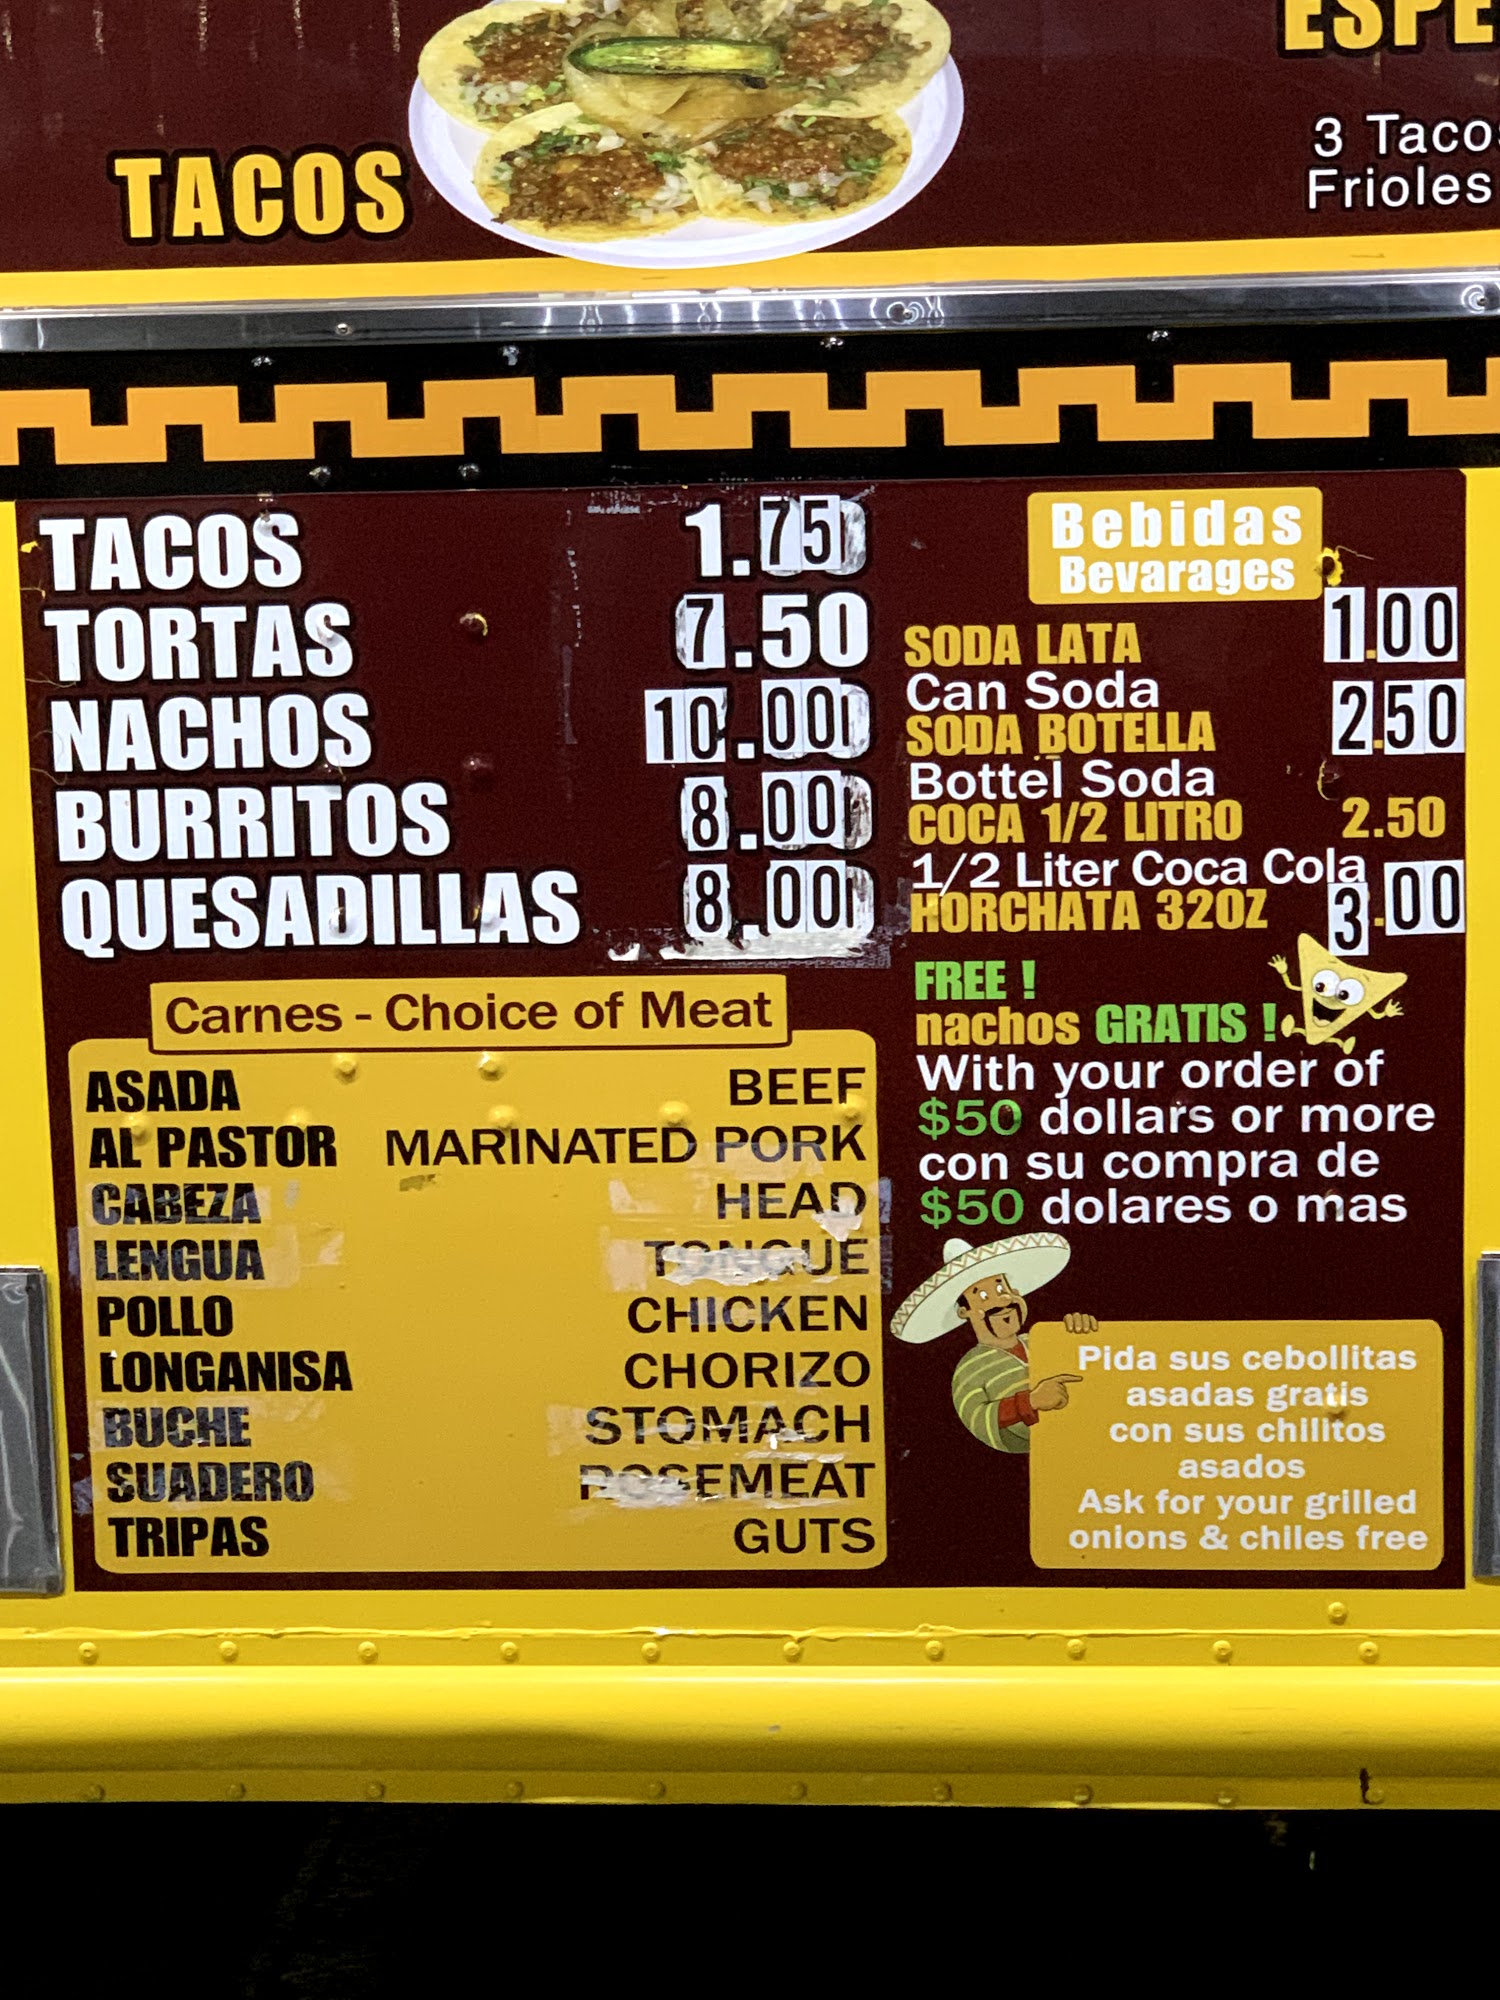 ESPE
TACOS
3 Tacos
Frioles
TACOS 1.75
TORTAS 7.50
NACHOS 10.00
BURRITOS 8.00
QUESADILLAS 8.00
Carnes - Choice of Meat
ASADA BEEF
AL PASTOR MARINATED PORK
CABEZA HEAD
LENGUA TONGUE
POLLO CHICKEN
LONGANISA CHORIZO
BUCHE STOMACH
SUADERO ROSEMEAT
TRIPAS GUTS
Bebidas
Bevarages
SODA LATA 1.00
Can Soda
SODA BOTELLA 2.50
Bottel Soda
COCA 1/2 LITRO 2.50
1/2 Liter Coca Cola
HORCHATA 32OZ 3.00
FREE !
nachos GRATIS !
With your order of
$50 dollars or more
con su compra de
$50 dolares o mas
Pida sus cebollitas
asadas gratis
con sus chilitos
asados
Ask for your grilled
onions & chiles free